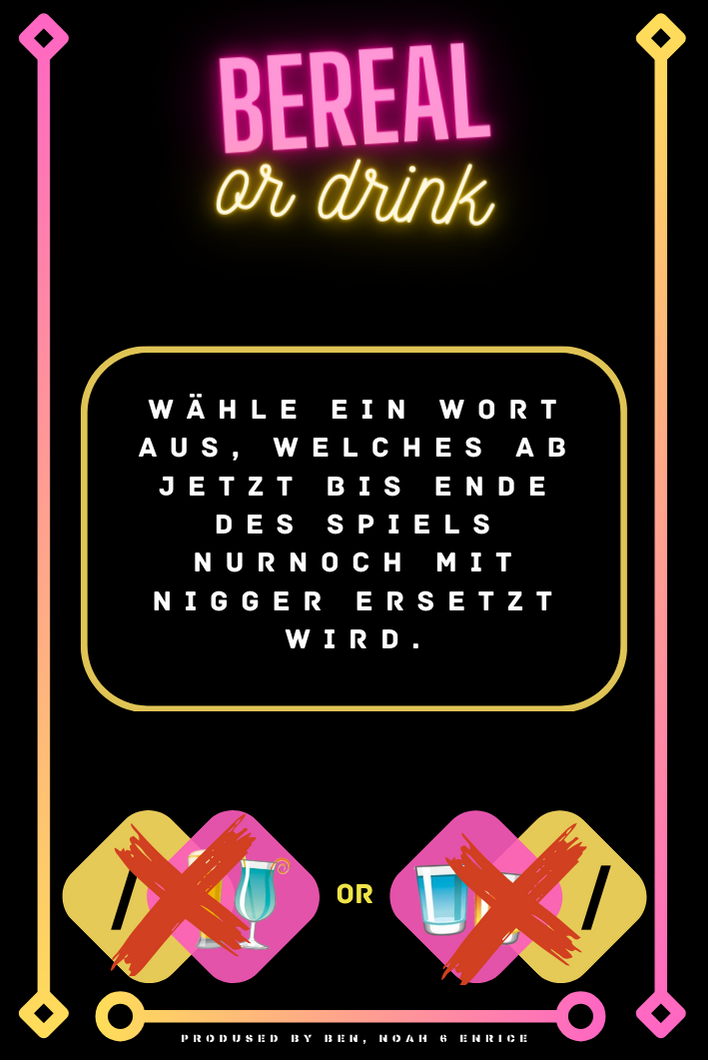 BEREAL
or drink
WÄHLE EIN WORT
AUS, WELCHES AB
JETZT BIS ENDE
DES SPIELS
NURNOCH MIT
NIGGER ERSETZT
WIRD.
/
OR
/
PRODUSED BY BEN, NOAH & ENRICE